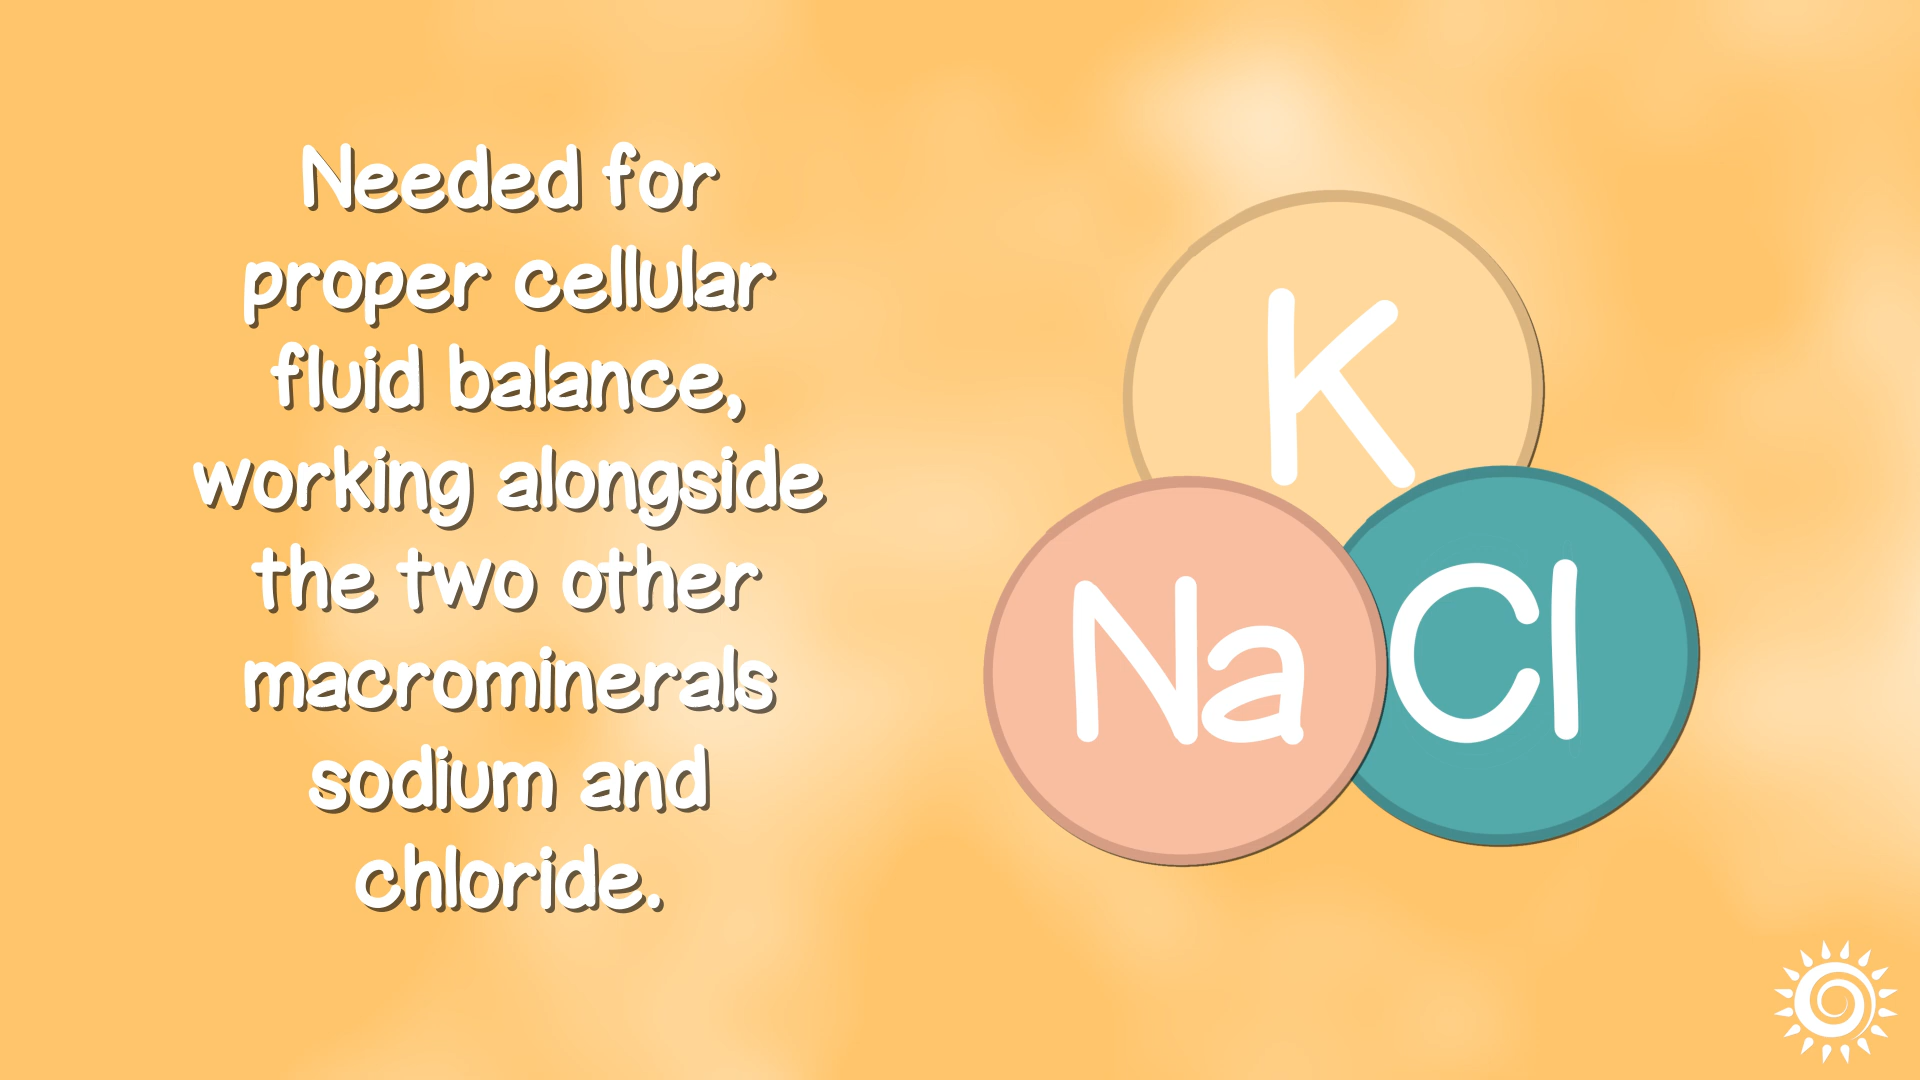 Needed for
proper cellular
fluid balance,
working alongside
the two other
macrominerals
sodium and
chloride.
K
Na
Cl